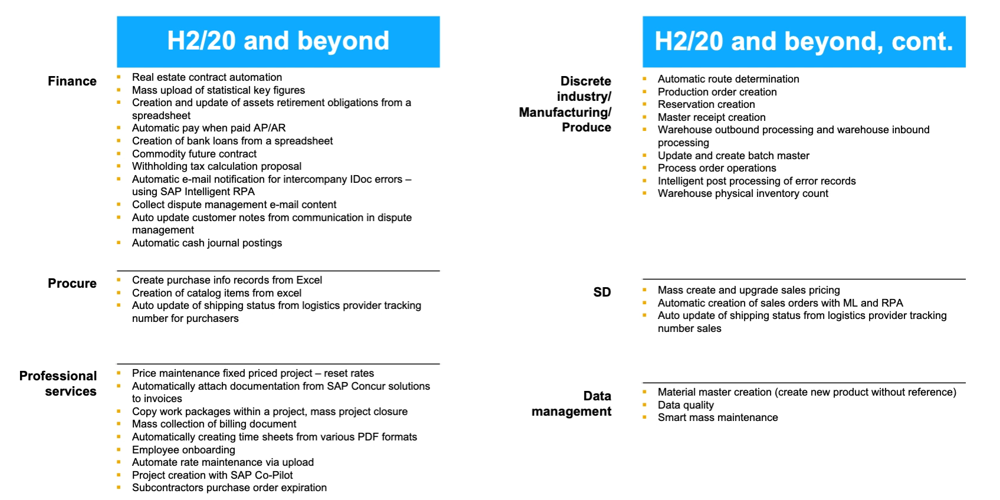 H2/20 and beyond
Finance
Real estate contract automation
Mass upload of statistical key figures
Creation and update of assets retirement obligations from a
spreadsheet
Automatic pay when paid AP/AR
Creation of bank loans from a spreadsheet
Commodity future contract
Withholding tax calculation proposal
Automatic e-mail notification for intercompany IDoc errors –
using SAP Intelligent RPA
Collect dispute management e-mail content
Auto update customer notes from communication in dispute
management
Automatic cash journal postings
Procure
Create purchase info records from Excel
Creation of catalog items from excel
Auto update of shipping status from logistics provider tracking
number for purchasers
Professional
services
Price maintenance fixed priced project – reset rates
Automatically attach documentation from SAP Concur solutions
to invoices
Copy work packages within a project, mass project closure
Mass collection of billing document
Automatically creating time sheets from various PDF formats
Employee onboarding
Automate rate maintenance via upload
Project creation with SAP Co-Pilot
Subcontractors purchase order expiration
H2/20 and beyond, cont.
Discrete
industry/
Manufacturing/
Produce
Automatic route determination
Production order creation
Reservation creation
Master receipt creation
Warehouse outbound processing and warehouse inbound
processing
Update and create batch master
Process order operations
Intelligent post processing of error records
Warehouse physical inventory count
SD
Mass create and upgrade sales pricing
Automatic creation of sales orders with ML and RPA
Auto update of shipping status from logistics provider tracking
number sales
Data
management
Material master creation (create new product without reference)
Data quality
Smart mass maintenance